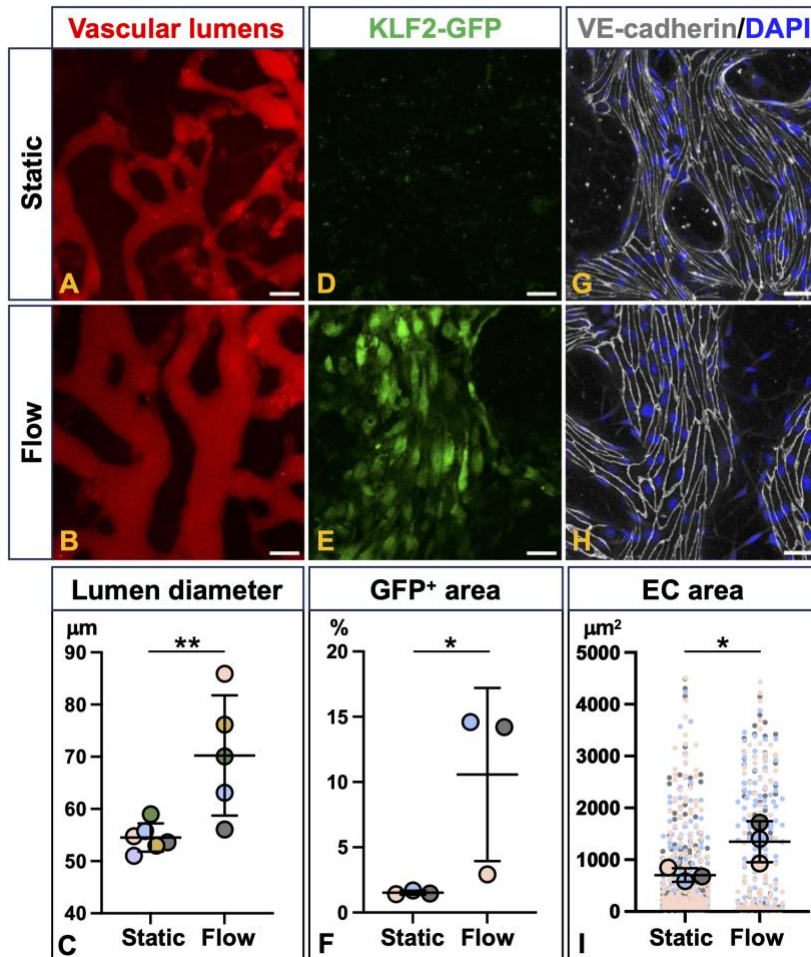 Vascular lumens
KLF2-GFP
VE-cadherin/DAPI
Static
A
D
G
Flow
B
E
H
Lumen diameter
GFP⁺ area
EC area
μm
90
80
70
60
50
40
**
Static
Flow
C
%
20
15
10
5
0
*
Static
Flow
F
μm²
5000
4000
3000
2000
1000
0
*
Static
Flow
I